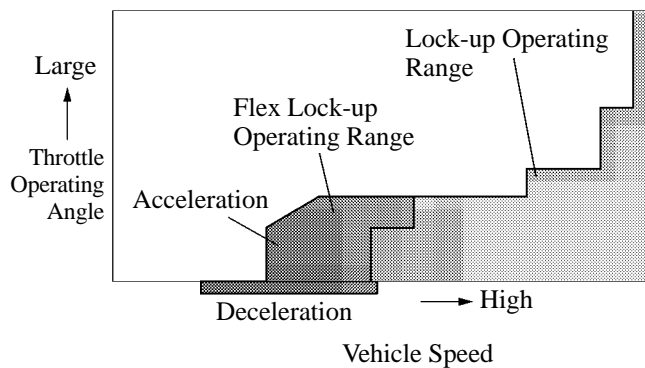 Lock-up Operating
Range
Large
Flex Lock-up
Operating Range
Throttle
Operating
Angle
Acceleration
Deceleration
High
Vehicle Speed